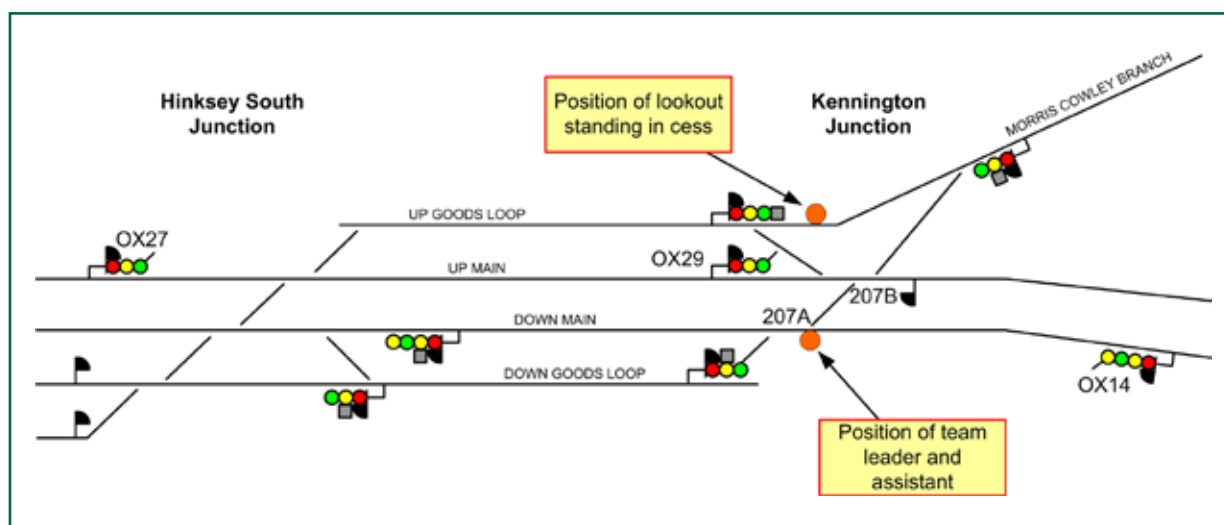 Hinksey South
Junction
Position of lookout
standing in cess
Kennington
Junction
MORRIS COWLEY BRANCH
UP GOODS LOOP
OX27
OX29
UP MAIN
207B
207A
DOWN MAIN
DOWN GOODS LOOP
OX14
Position of team
leader and
assistant